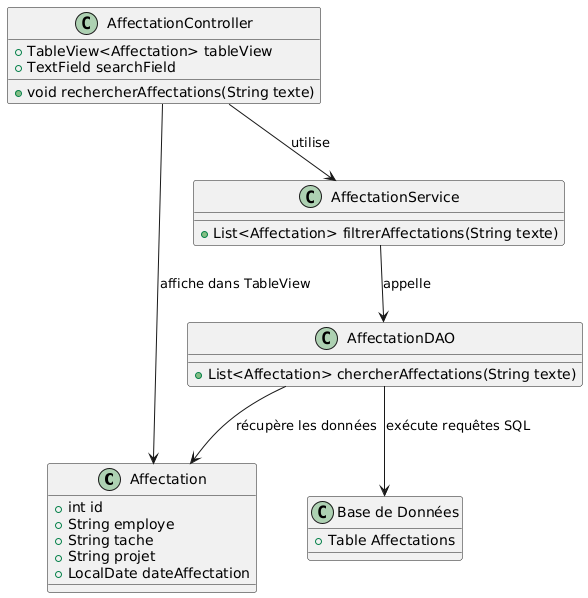 C AffectationController
TableView<Affectation> tableView
TextField searchField
void rechercherAffectations(String texte)
utilise
C AffectationService
List<Affectation> filtrerAffectations(String texte)
affiche dans TableView
appelle
C AffectationDAO
List<Affectation> chercherAffectations(String texte)
récupère les données
exécute requêtes SQL
C Affectation
int id
String employe
String tache
String projet
LocalDate dateAffectation
C Base de Données
Table Affectations